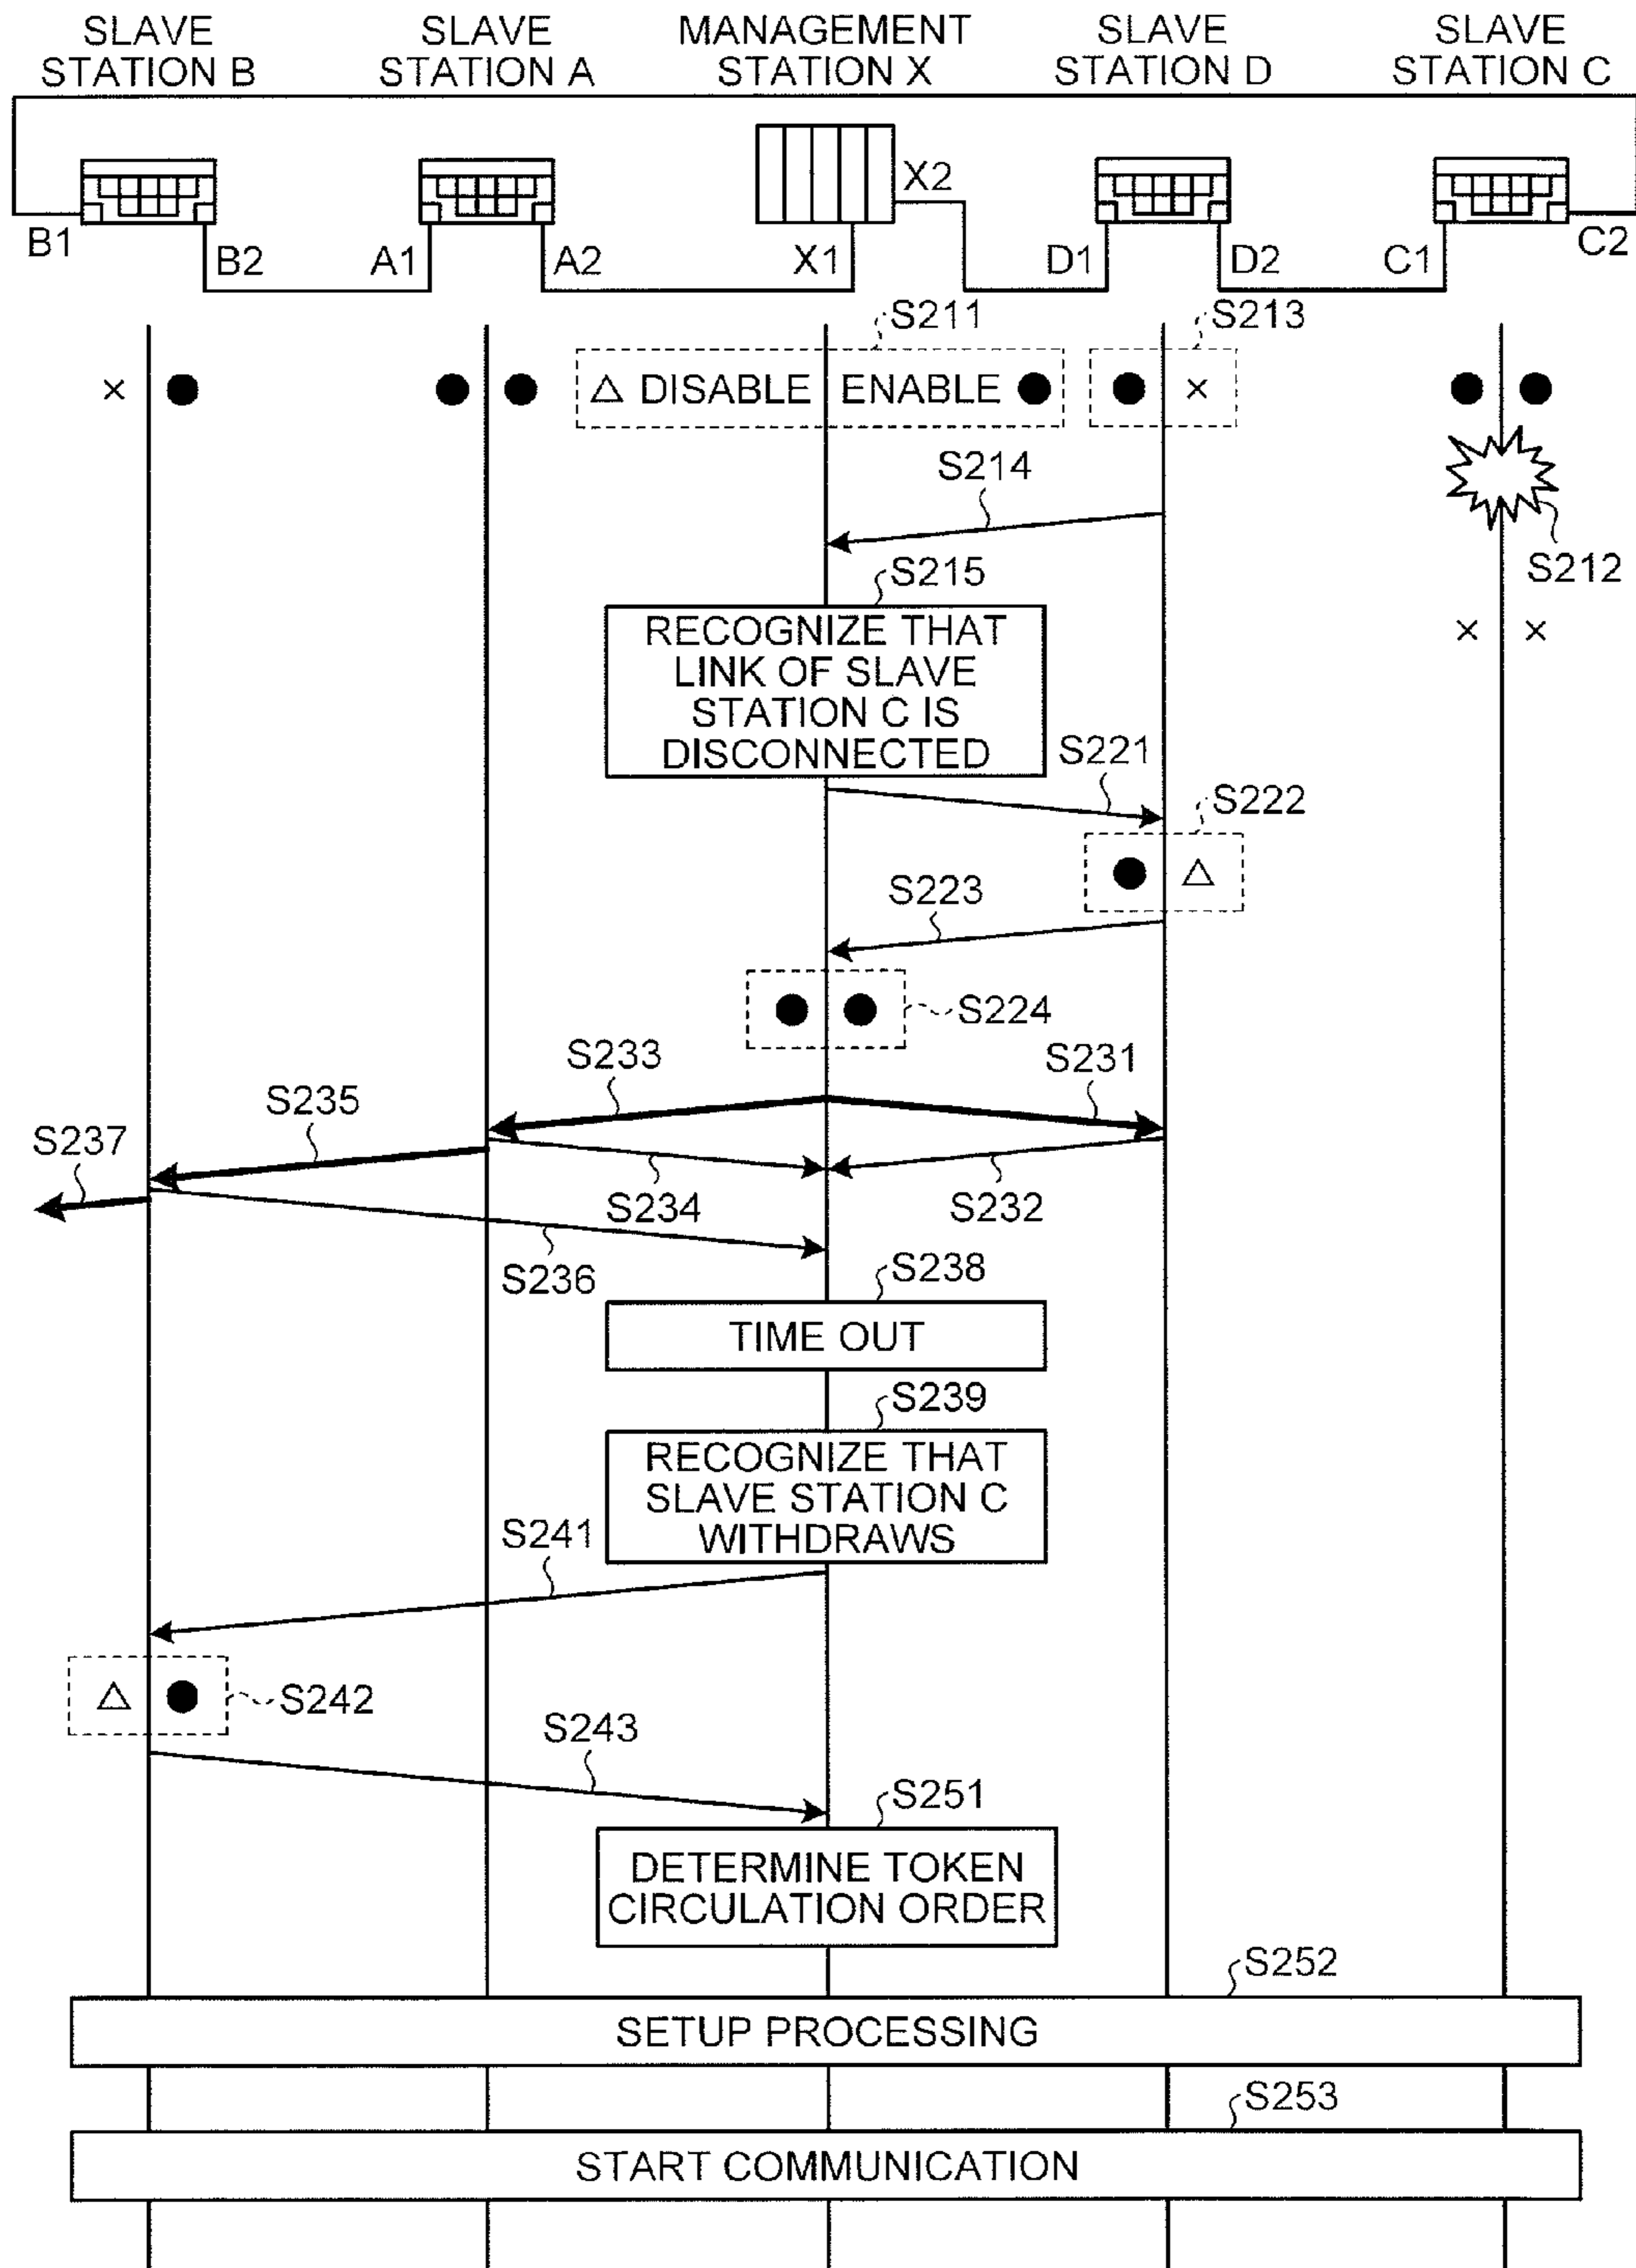 SLAVE
STATION B
SLAVE
STATION A
MANAGEMENT
STATION X
SLAVE
STATION D
SLAVE
STATION C
X2
B1
B2
A1
A2
X1
D1
D2
C1
C2
S211
S213
△ DISABLE ENABLE ●
× ●
● ●
● ×
● ●
S214
S212
S215
RECOGNIZE THAT
LINK OF SLAVE
STATION C IS
DISCONNECTED
× ×
S221
S222
● △
S223
● ●
S224
S233
S231
S235
S237
S234
S232
S236
S238
TIME OUT
S239
RECOGNIZE THAT
SLAVE STATION C
WITHDRAWS
S241
△ ●
S242
S243
S251
DETERMINE TOKEN
CIRCULATION ORDER
S252
SETUP PROCESSING
S253
START COMMUNICATION